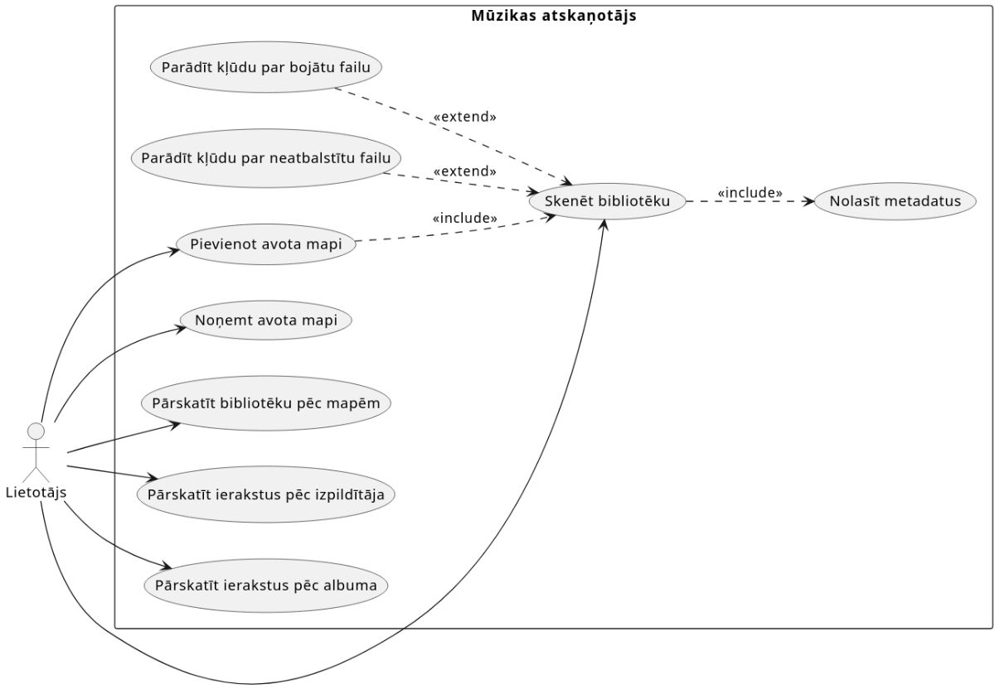 Mūzikas atskaņotājs
Parādīt kļūdu par bojātu failu
«extend»
Parādīt kļūdu par neatbalstītu failu
«extend»
Skenēt bibliotēku
«include»
Nolasīt metadatus
«include»
Pievienot avota mapi
Noņemt avota mapi
Pārskatīt bibliotēku pēc mapēm
Lietotājs
Pārskatīt ierakstus pēc izpildītāja
Pārskatīt ierakstus pēc albuma